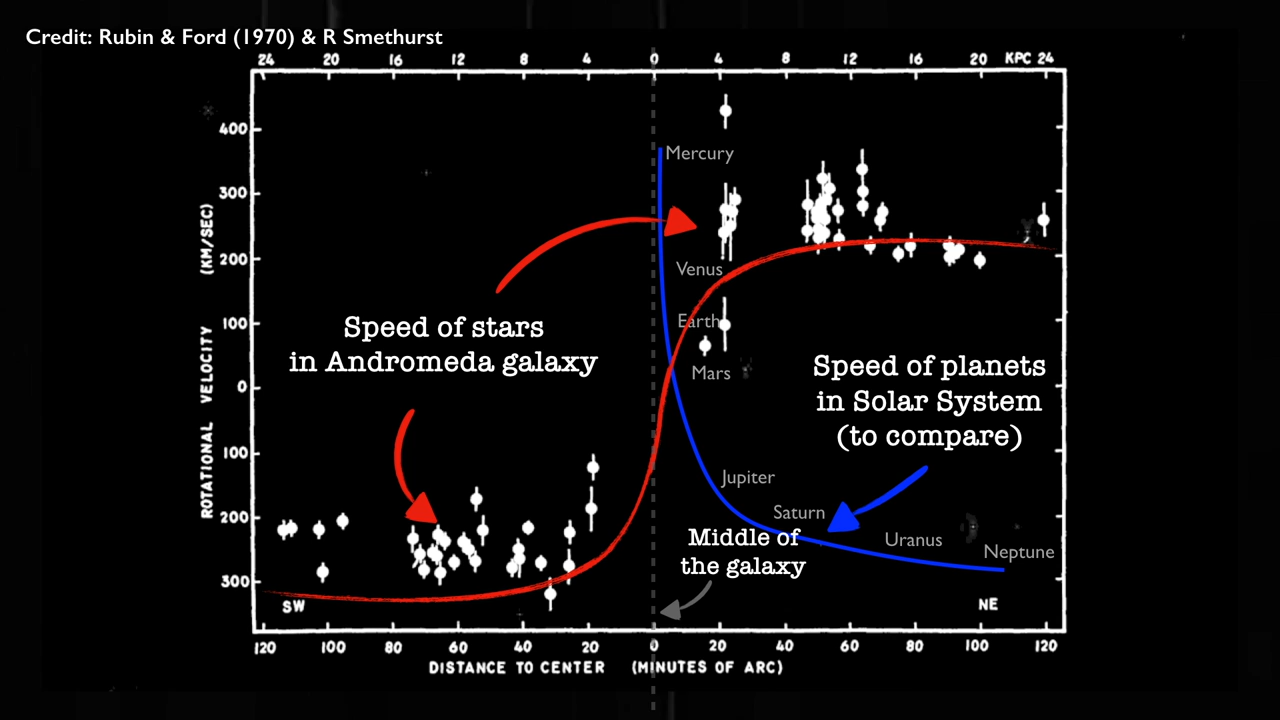 Credit: Rubin & Ford (1970) & R Smethurst
24 20 16 12 8 4 0 4 8 12 16 20 KPC 24
400
300
200
100
0
100
200
300
ROTATIONAL VELOCITY (KM/SEC)
Mercury
Venus
Earth
Mars
Jupiter
Saturn
Uranus
Neptune
Speed of stars
in Andromeda galaxy
Speed of planets
in Solar System
(to compare)
Middle of
the galaxy
SW
NE
120 100 80 60 40 20 0 20 40 60 80 100 120
DISTANCE TO CENTER (MINUTES OF ARC)